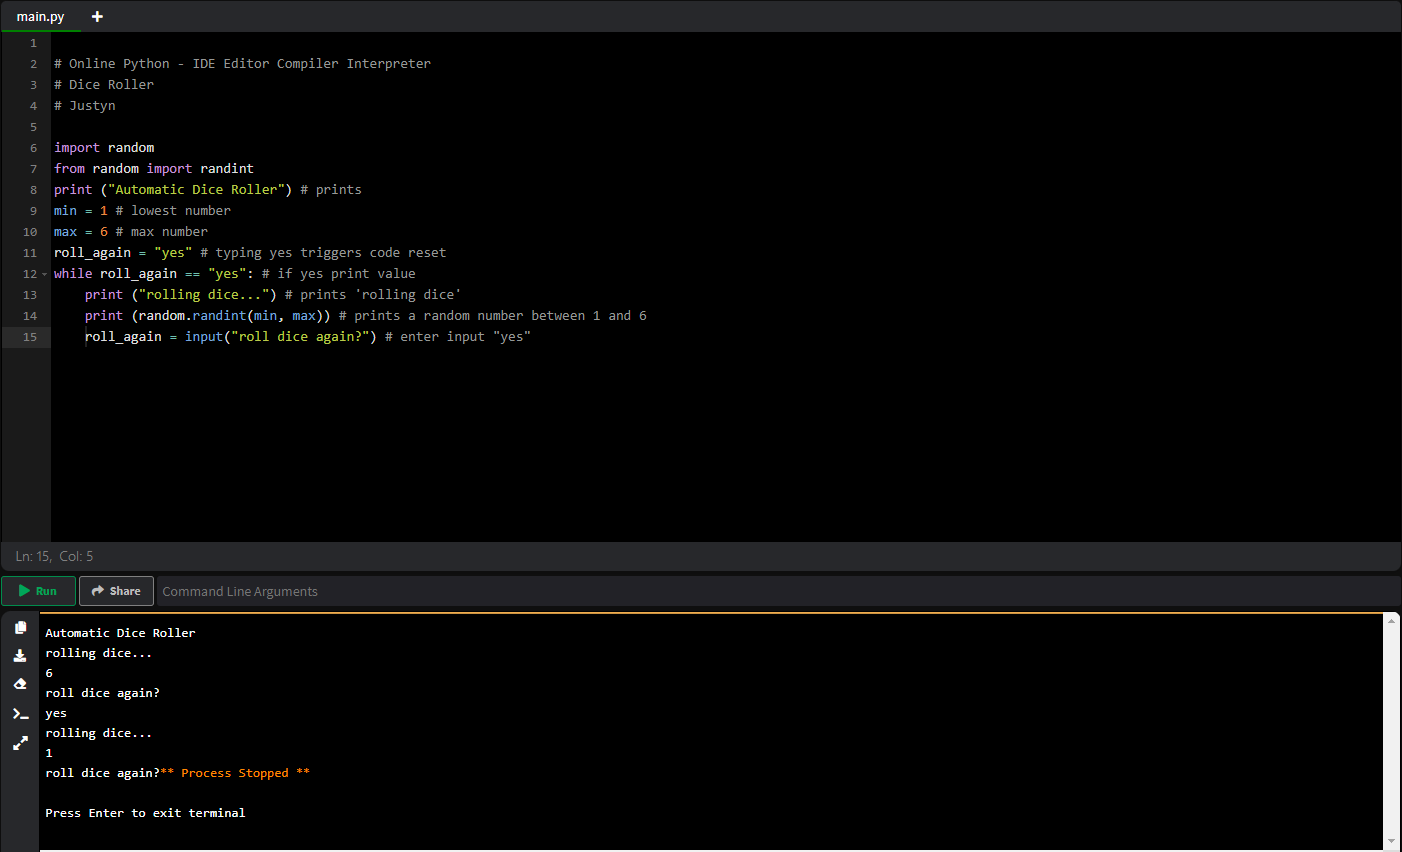 main.py +
1
2 # Online Python - IDE Editor Compiler Interpreter
3 # Dice Roller
4 # Justyn
5
6 import random
7 from random import randint
8 print ("Automatic Dice Roller") # prints
9 min = 1 # lowest number
10 max = 6 # max number
11 roll_again = "yes" # typing yes triggers code reset
12 while roll_again == "yes": # if yes print value
13     print ("rolling dice...") # prints 'rolling dice'
14     print (random.randint(min, max)) # prints a random number between 1 and 6
15     roll_again = input("roll dice again?") # enter input "yes"
Ln: 15, Col: 5
Run Share Command Line Arguments
Automatic Dice Roller
rolling dice...
6
roll dice again?
yes
rolling dice...
1
roll dice again?** Process Stopped **
Press Enter to exit terminal